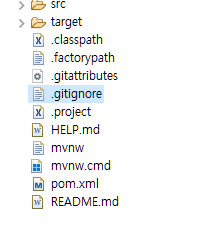 src
target
.classpath
.factorypath
.gitattributes
.gitignore
.project
HELP.md
mvnw
mvnw.cmd
pom.xml
README.md